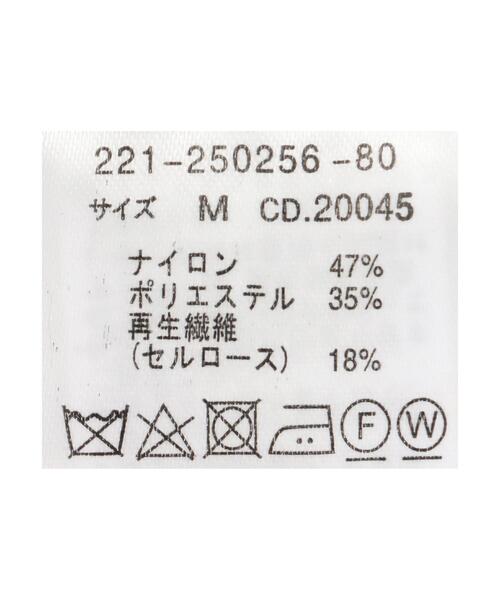 221-250256-80
サイズ M CD.20045
ナイロン 47%
ポリエステル 35%
再生繊維
(セルロース) 18%
F W